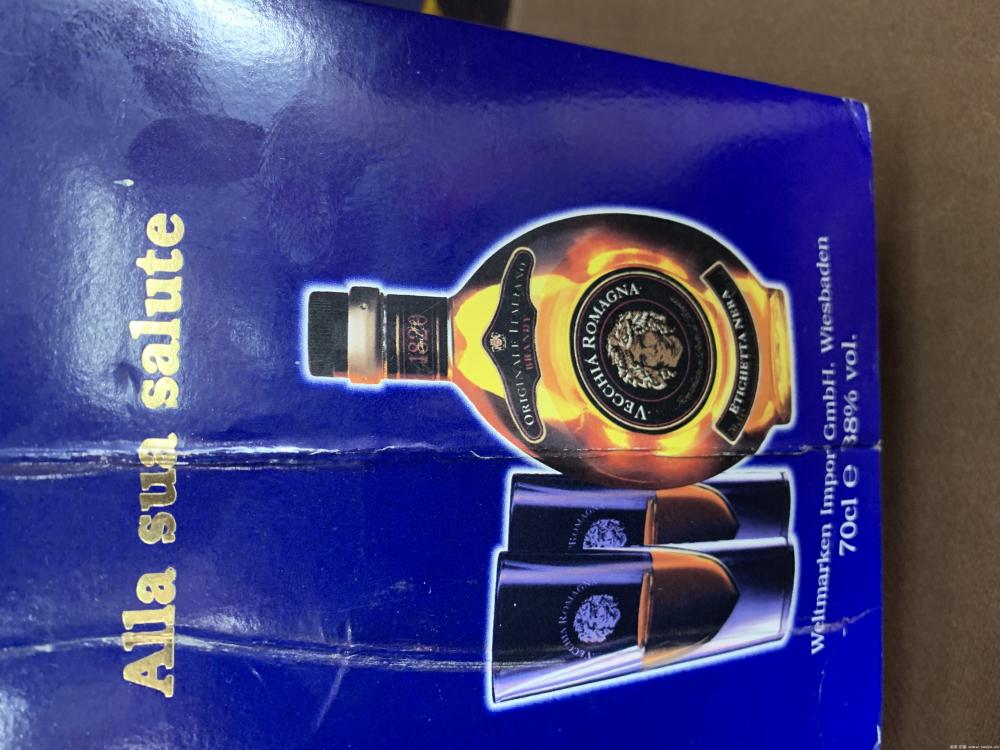 Alla sua salute
1820
ORIGINALE ITALIANO
BRANDY
VECCHIA ROMAGNA
ETICHETTA NERA
ROMAGNA
VECCHIA ROMAGNA
Weltmarken Import GmbH, Wiesbaden
70cl e 38% vol.